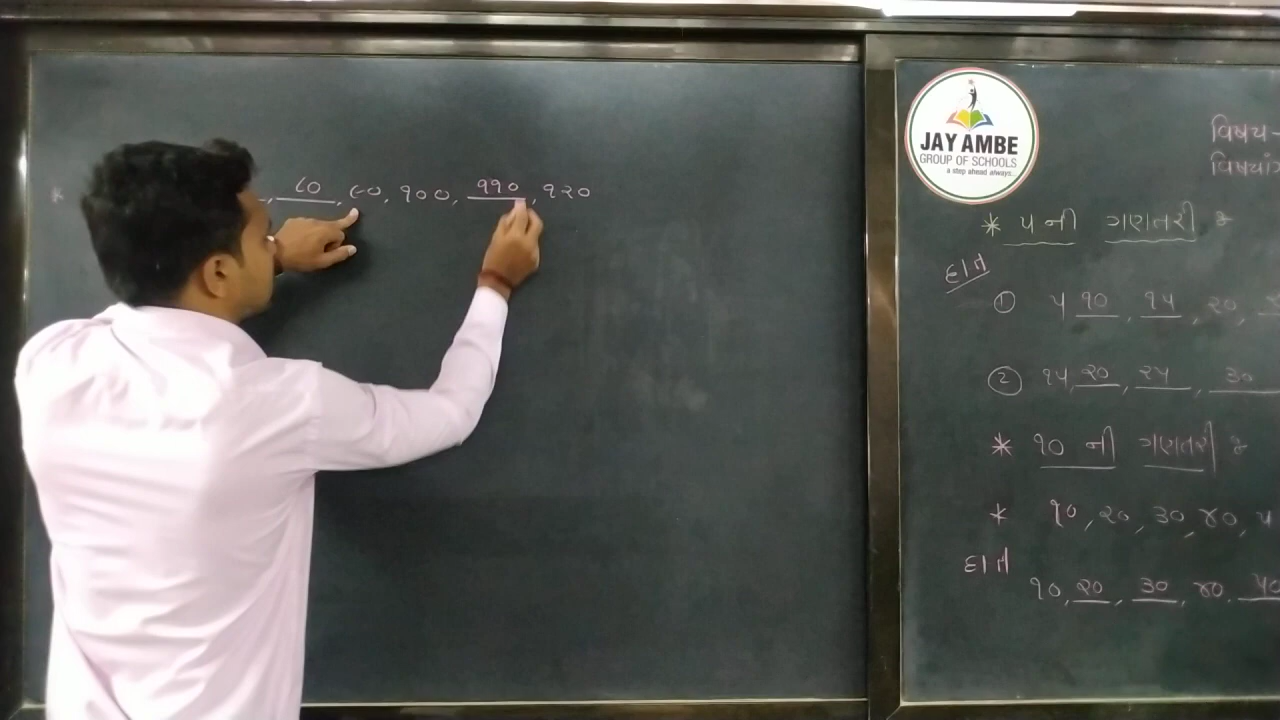 * , ૮૦, ૯૦, ૧૦૦, ૧૧૦, ૧૨૦
JAY AMBE
GROUP OF SCHOOLS
a step ahead always...
વિષય-
વિષયાં
* ૫ ની ગણતરી :
દા.ત
① ૫ ૧૦, ૧૫, ૨૦,
② ૧૫, ૨૦, ૨૫, ૩૦
* ૧૦ ની ગણતરી :
* ૧૦, ૨૦, ૩૦, ૪૦, ૫
દા.ત
૧૦, ૨૦, ૩૦, ૪૦, ૫૦